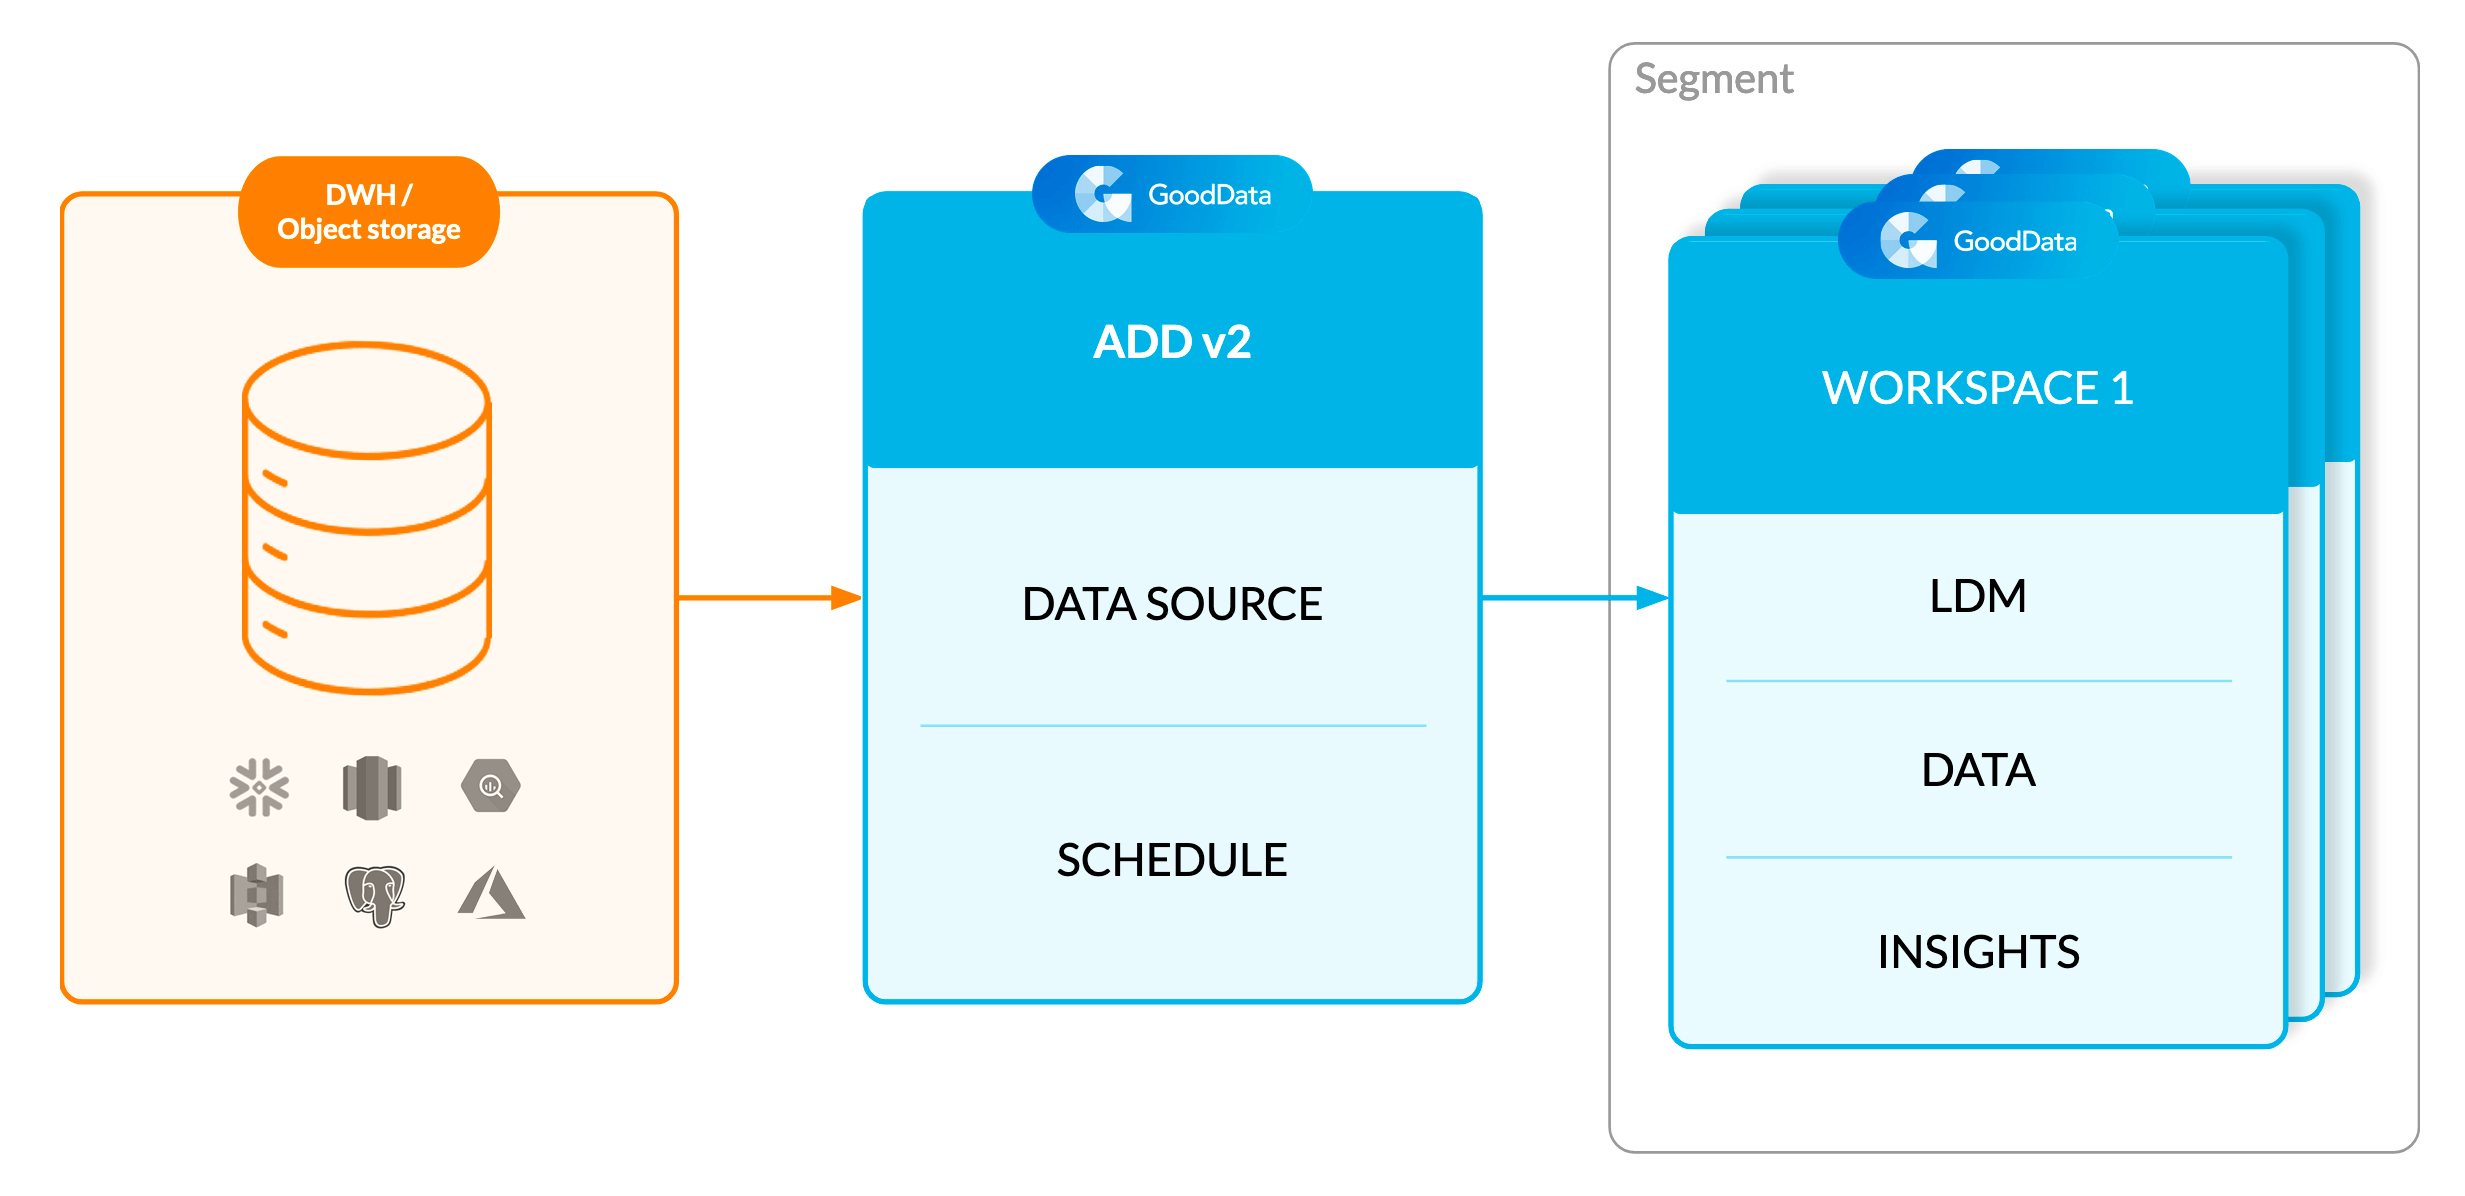 Segment
DWH /
Object storage
GoodData
GoodData
ADD v2
WORKSPACE 1
DATA SOURCE
SCHEDULE
LDM
DATA
INSIGHTS